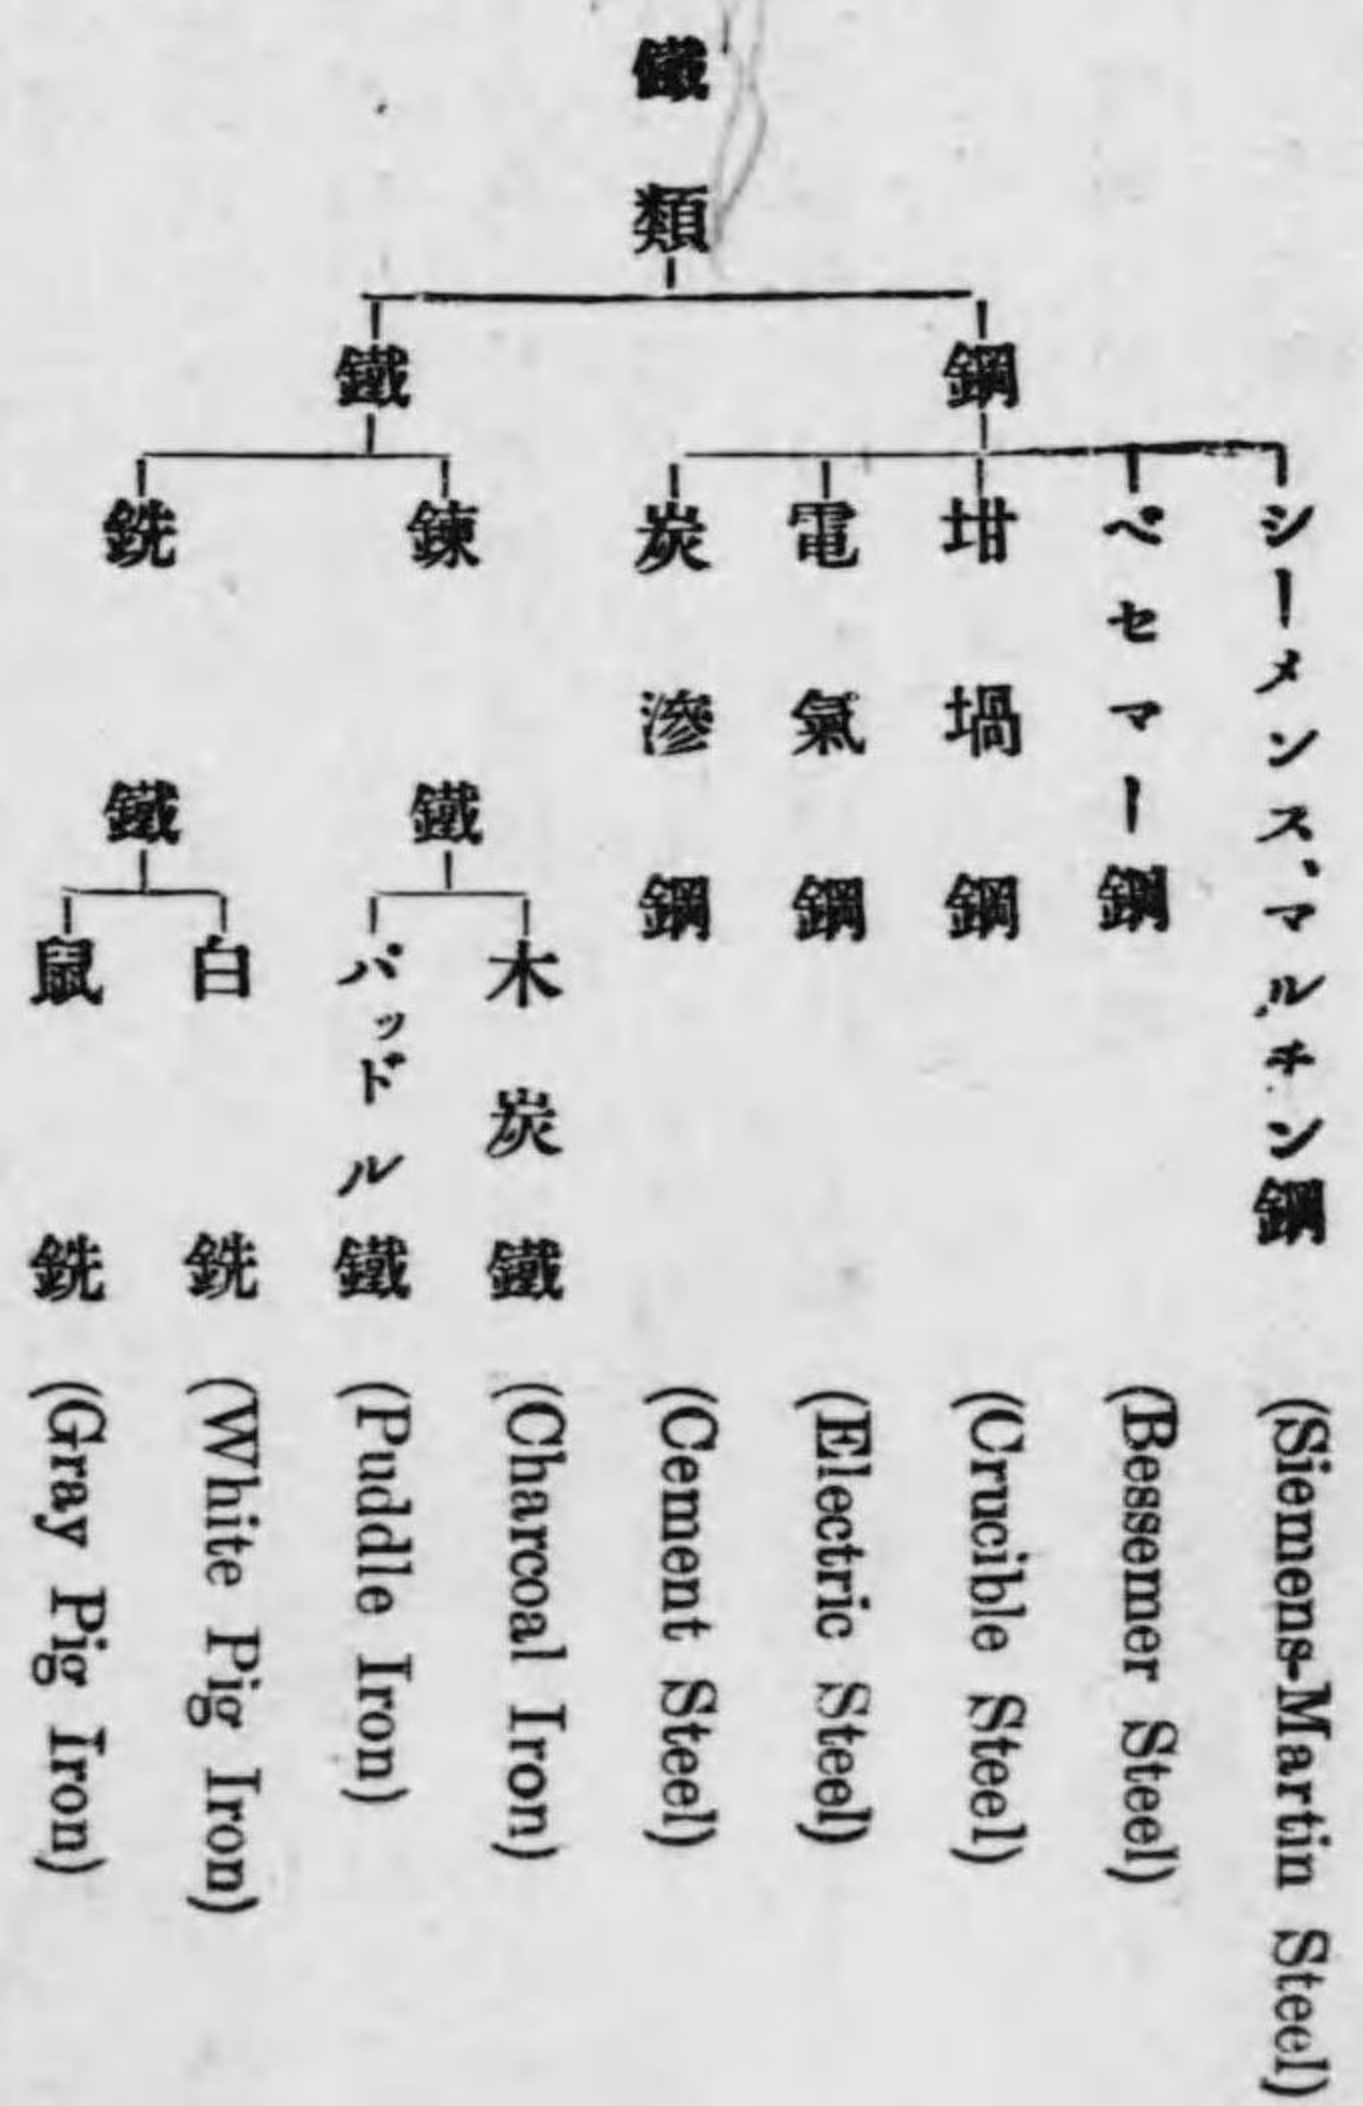 鐵類
鋼
シーメンス、マルチン鋼 (Siemens-Martin Steel)
ベセマー鋼 (Bessemer Steel)
坩堝鋼 (Crucible Steel)
電氣鋼 (Electric Steel)
炭滲鋼 (Cement Steel)
鐵
鍊鐵
木炭鐵 (Charcoal Iron)
パッドル鐵 (Puddle Iron)
銑鐵
白銑 (White Pig Iron)
鼠銑 (Gray Pig Iron)